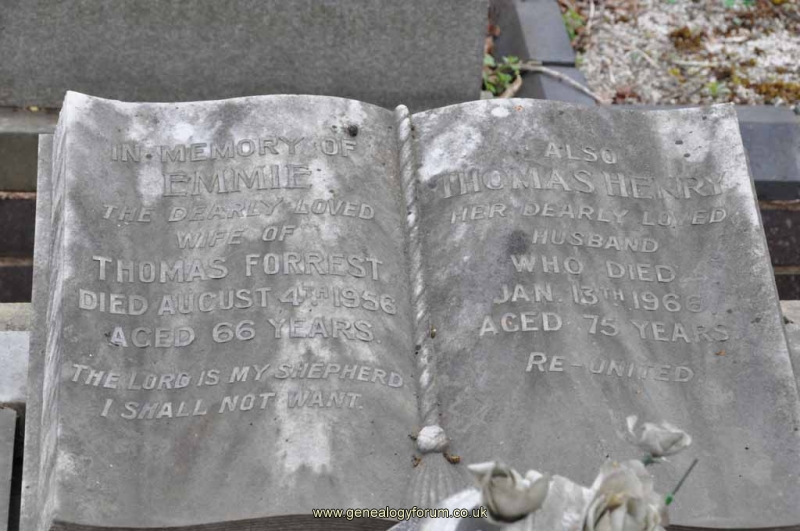 IN MEMORY OF
EMMIE
THE DEARLY LOVED
WIFE OF
THOMAS FORREST
DIED AUGUST 4TH 1956
AGED 66 YEARS.
THE LORD IS MY SHEPHERD
I SHALL NOT WANT.
ALSO
THOMAS HENRY
HER DEARLY LOVED
HUSBAND
WHO DIED
JAN. 13TH 1966
AGED 75 YEARS
RE-UNITED
www.genealogyforum.co.uk